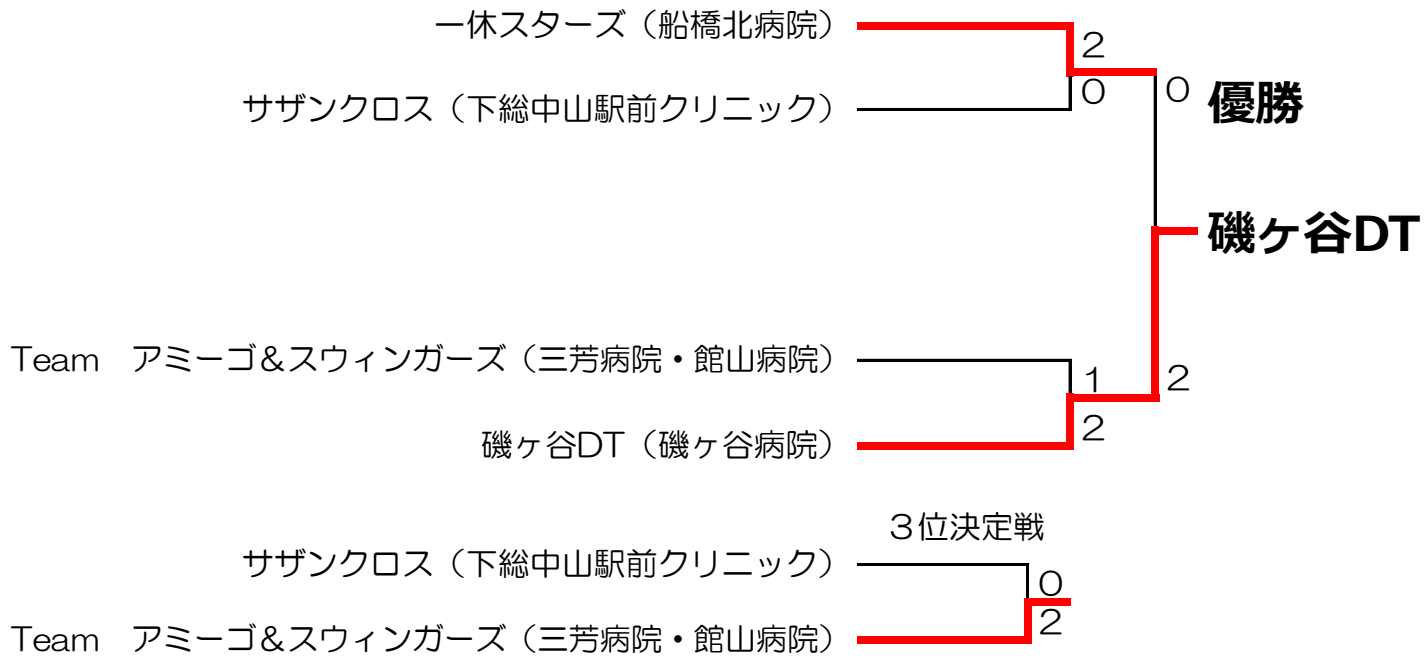 一休スターズ（船橋北病院）
2
サザンクロス（下総中山駅前クリニック）
0
0
優勝
磯ヶ谷DT
Team　アミーゴ&スウィンガーズ（三芳病院・館山病院）
1
2
磯ヶ谷DT（磯ヶ谷病院）
2
３位決定戦
サザンクロス（下総中山駅前クリニック）
0
Team　アミーゴ&スウィンガーズ（三芳病院・館山病院）
2